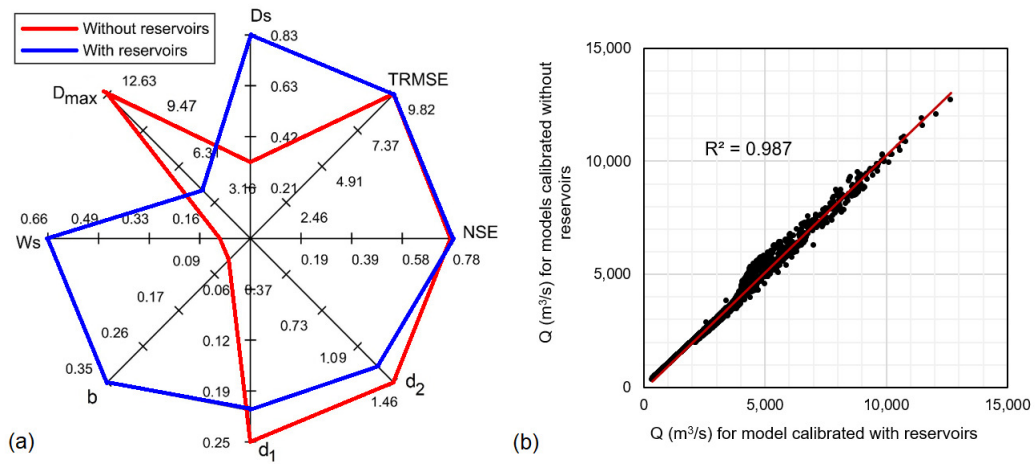 Without reservoirs
With reservoirs
Ds
0.83
0.63
0.42
0.21
TRMSE
9.82
7.37
4.91
2.46
NSE
0.78
0.58
0.39
0.19
d2
1.46
1.09
0.73
0.37
d1
0.25
0.19
0.12
0.06
b
0.35
0.26
0.17
0.09
Ws
0.66
0.49
0.33
0.16
Dmax
12.63
9.47
3.16
(a)
15,000
10,000
5,000
0
0
5,000
10,000
15,000
R² = 0.987
Q (m³/s) for models calibrated without
reservoirs
Q (m³/s) for model calibrated with reservoirs
(b)